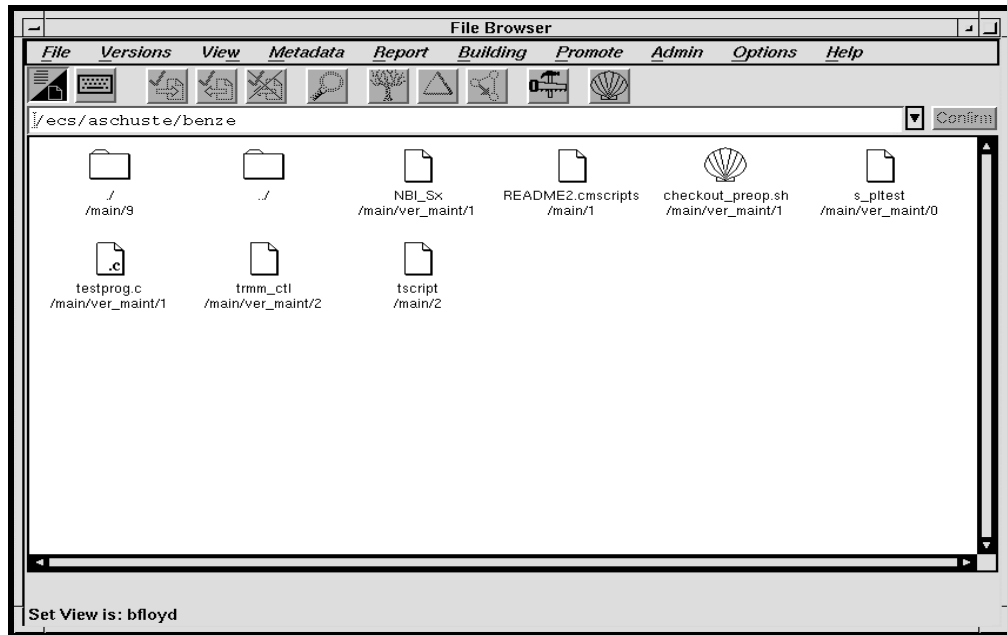 File Browser
File Versions View Metadata Report Building Promote Admin Options Help
/ecs/aschuste/benze Confirm
./ ../ NBI_Sx README2.cmscripts checkout_preop.sh s_pltest
/main/9 /main/ver_maint/1 /main/1 /main/ver_maint/1 /main/ver_maint/0
.c
testprog.c trmm_ctl tscript
/main/ver_maint/1 /main/ver_maint/2 /main/2
Set View is: bfloyd